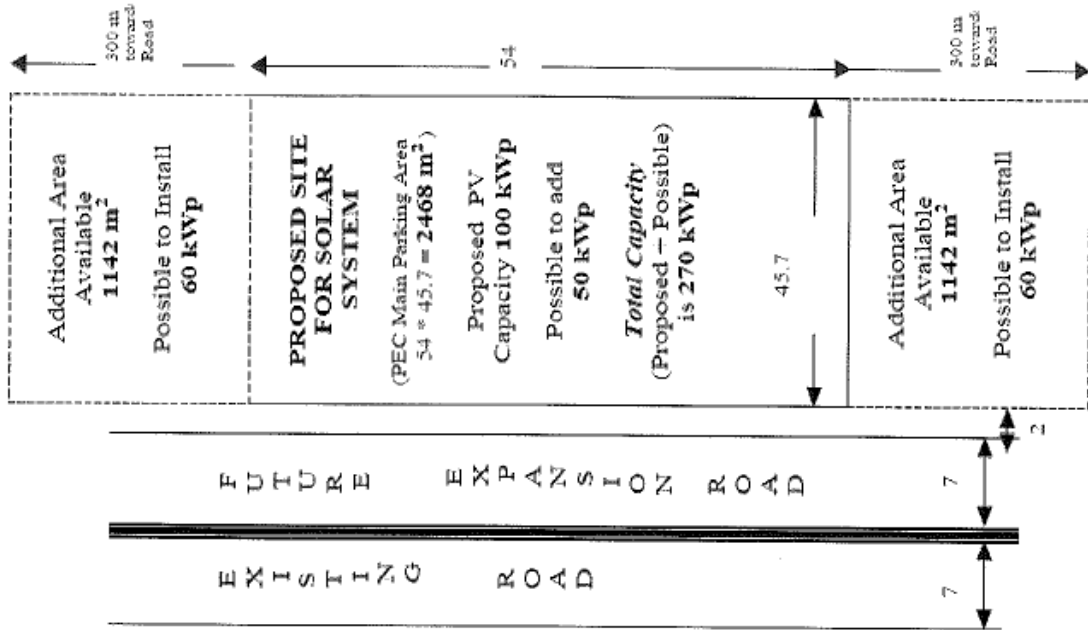 Additional Area
Available
1142 m²
Possible to Install
60 kWp
300 m
toward
Road
PROPOSED SITE
FOR SOLAR
SYSTEM
(PEC Main Parking Area
54 * 45.7 = 2468 m²)
Proposed PV
Capacity 100 kWp
Possible to add
50 kWp
Total Capacity
(Proposed + Possible)
is 270 kWp
54
45.7
Additional Area
Available
1142 m²
Possible to Install
60 kWp
300 m
toward
Road
2
FUTURE EXPANSION ROAD
7
EXISTING ROAD
7